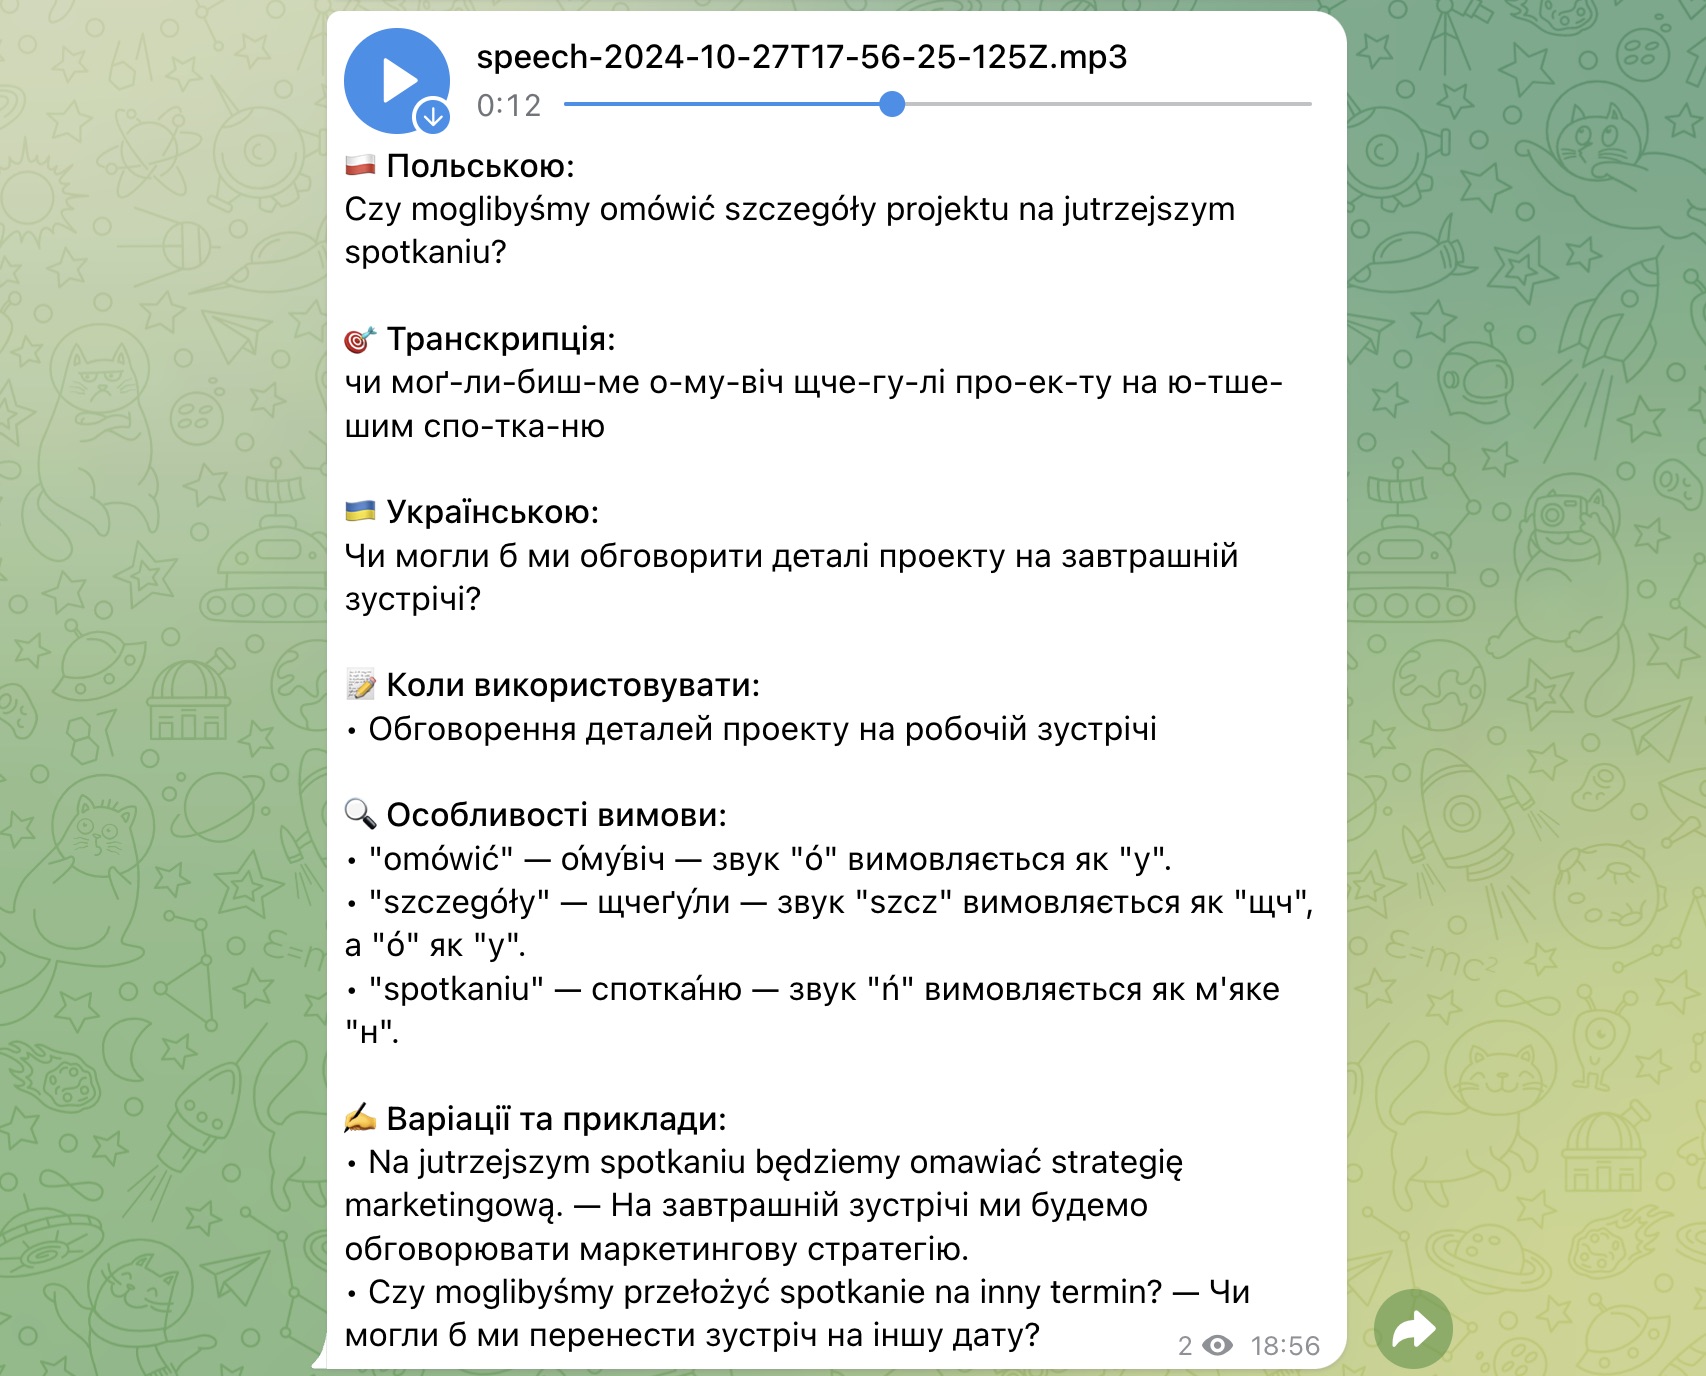 speech-2024-10-27T17-56-25-125Z.mp3
0:12
🇵🇱 Польською:
Czy moglibyśmy omówić szczegóły projektu na jutrzejszym
spotkaniu?
🎯 Транскрипція:
чи моґ-ли-биш-ме о-му-віч щче-гу-лі про-ек-ту на ю-тше-
шим спо-тка-ню
🇺🇦 Українською:
Чи могли б ми обговорити деталі проекту на завтрашній
зустрічі?
📝 Коли використовувати:
• Обговорення деталей проекту на робочій зустрічі
🔍 Особливості вимови:
• "omówić" — о́му́віч — звук "ó" вимовляється як "у".
• "szczegóły" — щчеґу́ли — звук "szcz" вимовляється як "щч",
а "ó" як "у".
• "spotkaniu" — спотка́ню — звук "ń" вимовляється як м'яке
"н".
✍️ Варіації та приклади:
• Na jutrzejszym spotkaniu będziemy omawiać strategię
marketingową. — На завтрашній зустрічі ми будемо
обговорювати маркетингову стратегію.
• Czy moglibyśmy przełożyć spotkanie na inny termin? — Чи
могли б ми перенести зустріч на іншу дату?
2 18:56